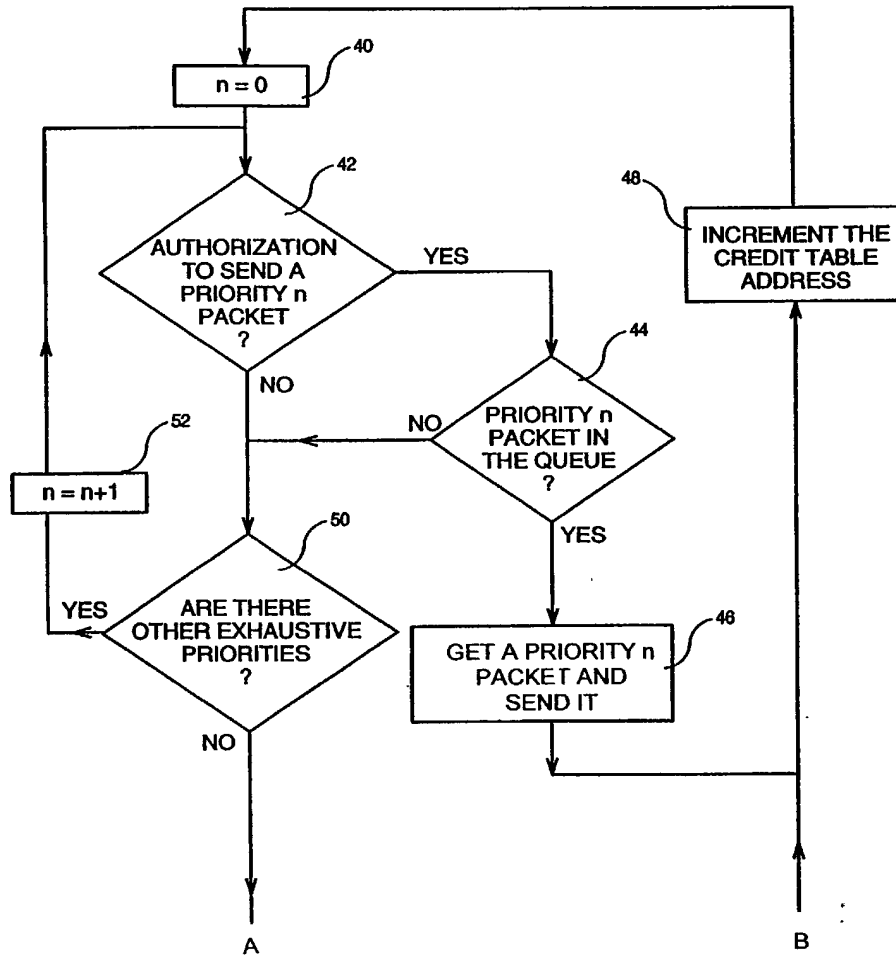 40
n = 0
42
AUTHORIZATION
TO SEND A
PRIORITY n
PACKET
?
YES
NO
48
INCREMENT THE
CREDIT TABLE
ADDRESS
44
PRIORITY n
PACKET IN
THE QUEUE
?
NO
YES
52
n = n+1
50
ARE THERE
OTHER EXHAUSTIVE
PRIORITIES
?
YES
NO
46
GET A PRIORITY n
PACKET AND
SEND IT
A
B